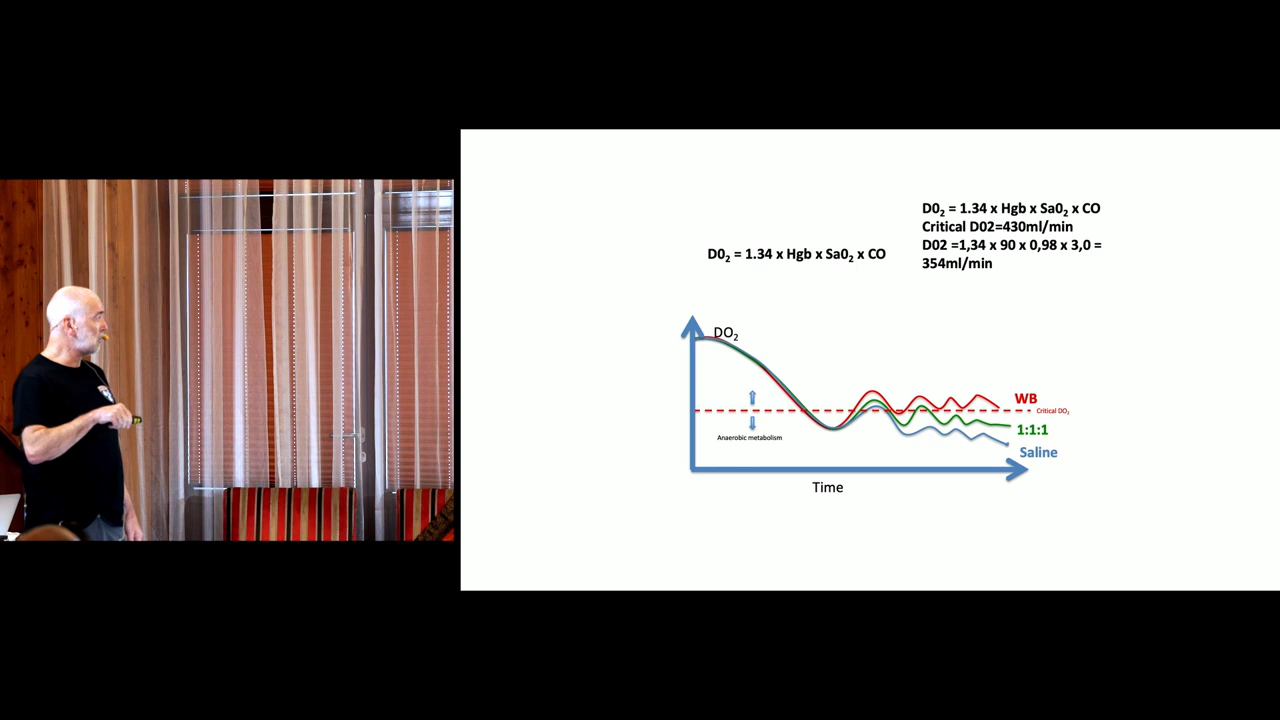 D0₂ = 1.34 x Hgb x Sa0₂ x CO
Critical D02=430ml/min
D02 =1,34 x 90 x 0,98 x 3,0 =
354ml/min
D0₂ = 1.34 x Hgb x Sa0₂ x CO
DO₂
WB
Critical DO₂
1:1:1
Anaerobic metabolism
Saline
Time